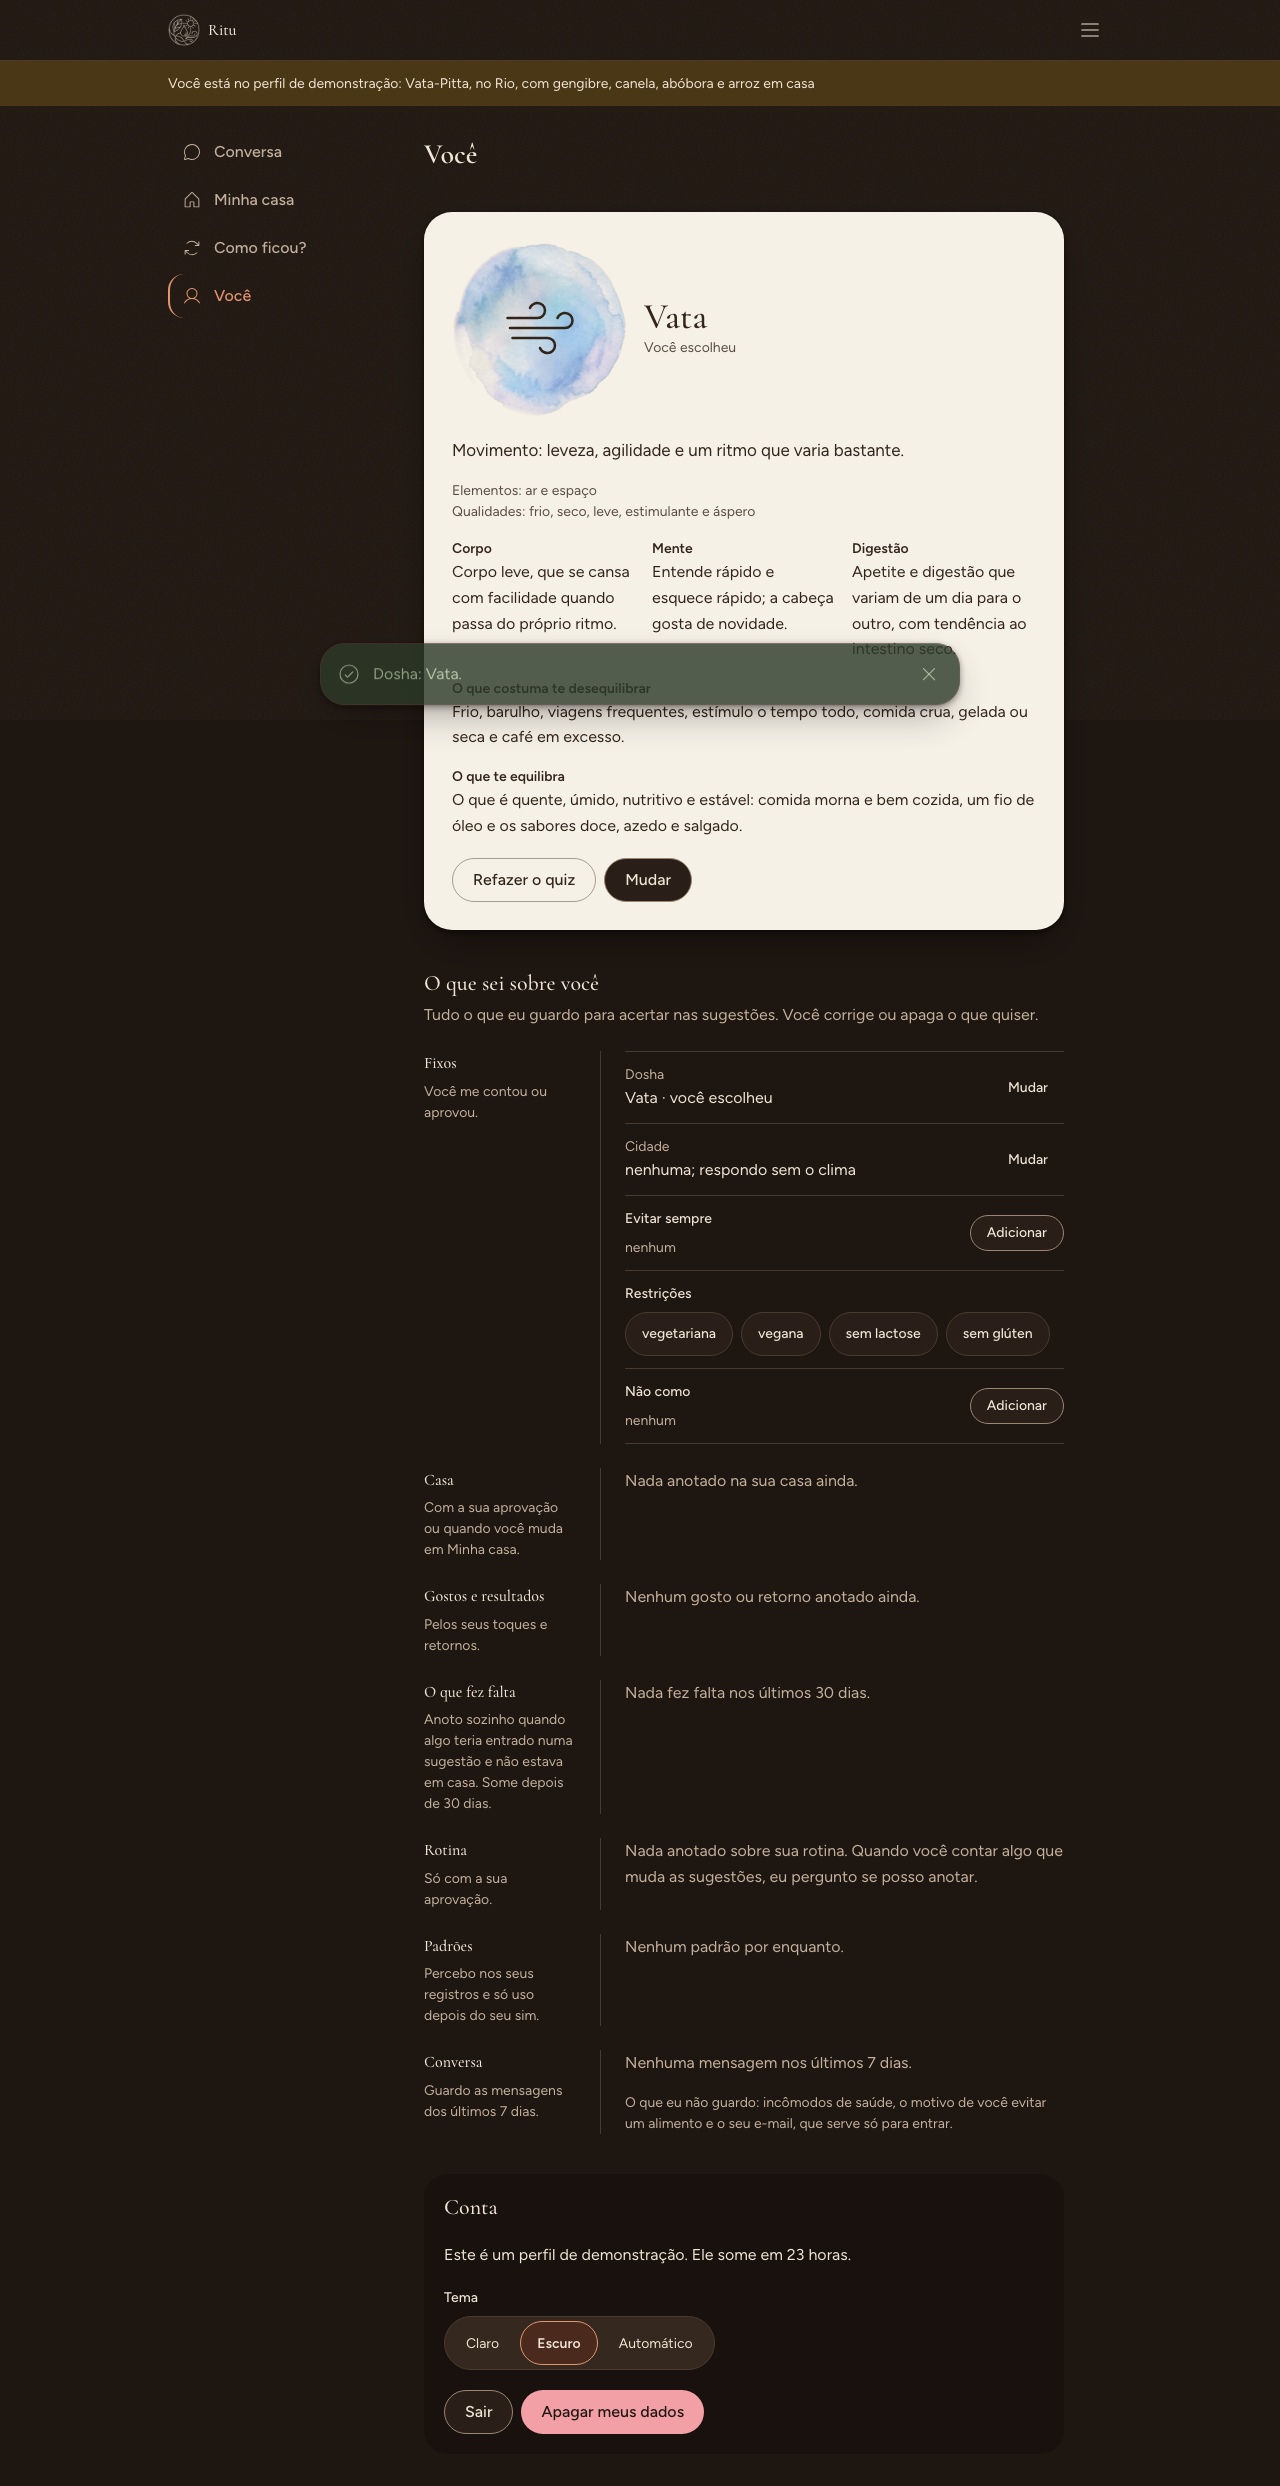 Ritu
Você está no perfil de demonstração: Vata-Pitta, no Rio, com gengibre, canela, abóbora e arroz em casa
Conversa
Minha casa
Como ficou?
Você
Você
Vata
Você escolheu
Movimento: leveza, agilidade e um ritmo que varia bastante.
Elementos: ar e espaço
Qualidades: frio, seco, leve, estimulante e áspero
Corpo
Corpo leve, que se cansa
com facilidade quando
passa do próprio ritmo.
Mente
Entende rápido e
esquece rápido; a cabeça
gosta de novidade.
Digestão
Apetite e digestão que
variam de um dia para o
outro, com tendência ao
intestino seco.
Dosha: Vata.
O que costuma te desequilibrar
Frio, barulho, viagens frequentes, estímulo o tempo todo, comida crua, gelada ou
seca e café em excesso.
O que te equilibra
O que é quente, úmido, nutritivo e estável: comida morna e bem cozida, um fio de
óleo e os sabores doce, azedo e salgado.
Refazer o quiz
Mudar
O que sei sobre você
Tudo o que eu guardo para acertar nas sugestões. Você corrige ou apaga o que quiser.
Fixos
Você me contou ou
aprovou.
Dosha
Vata · você escolheu
Mudar
Cidade
nenhuma; respondo sem o clima
Mudar
Evitar sempre
nenhum
Adicionar
Restrições
vegetariana
vegana
sem lactose
sem glúten
Não como
nenhum
Adicionar
Casa
Com a sua aprovação
ou quando você muda
em Minha casa.
Nada anotado na sua casa ainda.
Gostos e resultados
Pelos seus toques e
retornos.
Nenhum gosto ou retorno anotado ainda.
O que fez falta
Anoto sozinho quando
algo teria entrado numa
sugestão e não estava
em casa. Some depois
de 30 dias.
Nada fez falta nos últimos 30 dias.
Rotina
Só com a sua
aprovação.
Nada anotado sobre sua rotina. Quando você contar algo que
muda as sugestões, eu pergunto se posso anotar.
Padrões
Percebo nos seus
registros e só uso
depois do seu sim.
Nenhum padrão por enquanto.
Conversa
Guardo as mensagens
dos últimos 7 dias.
Nenhuma mensagem nos últimos 7 dias.
O que eu não guardo: incômodos de saúde, o motivo de você evitar
um alimento e o seu e-mail, que serve só para entrar.
Conta
Este é um perfil de demonstração. Ele some em 23 horas.
Tema
Claro
Escuro
Automático
Sair
Apagar meus dados